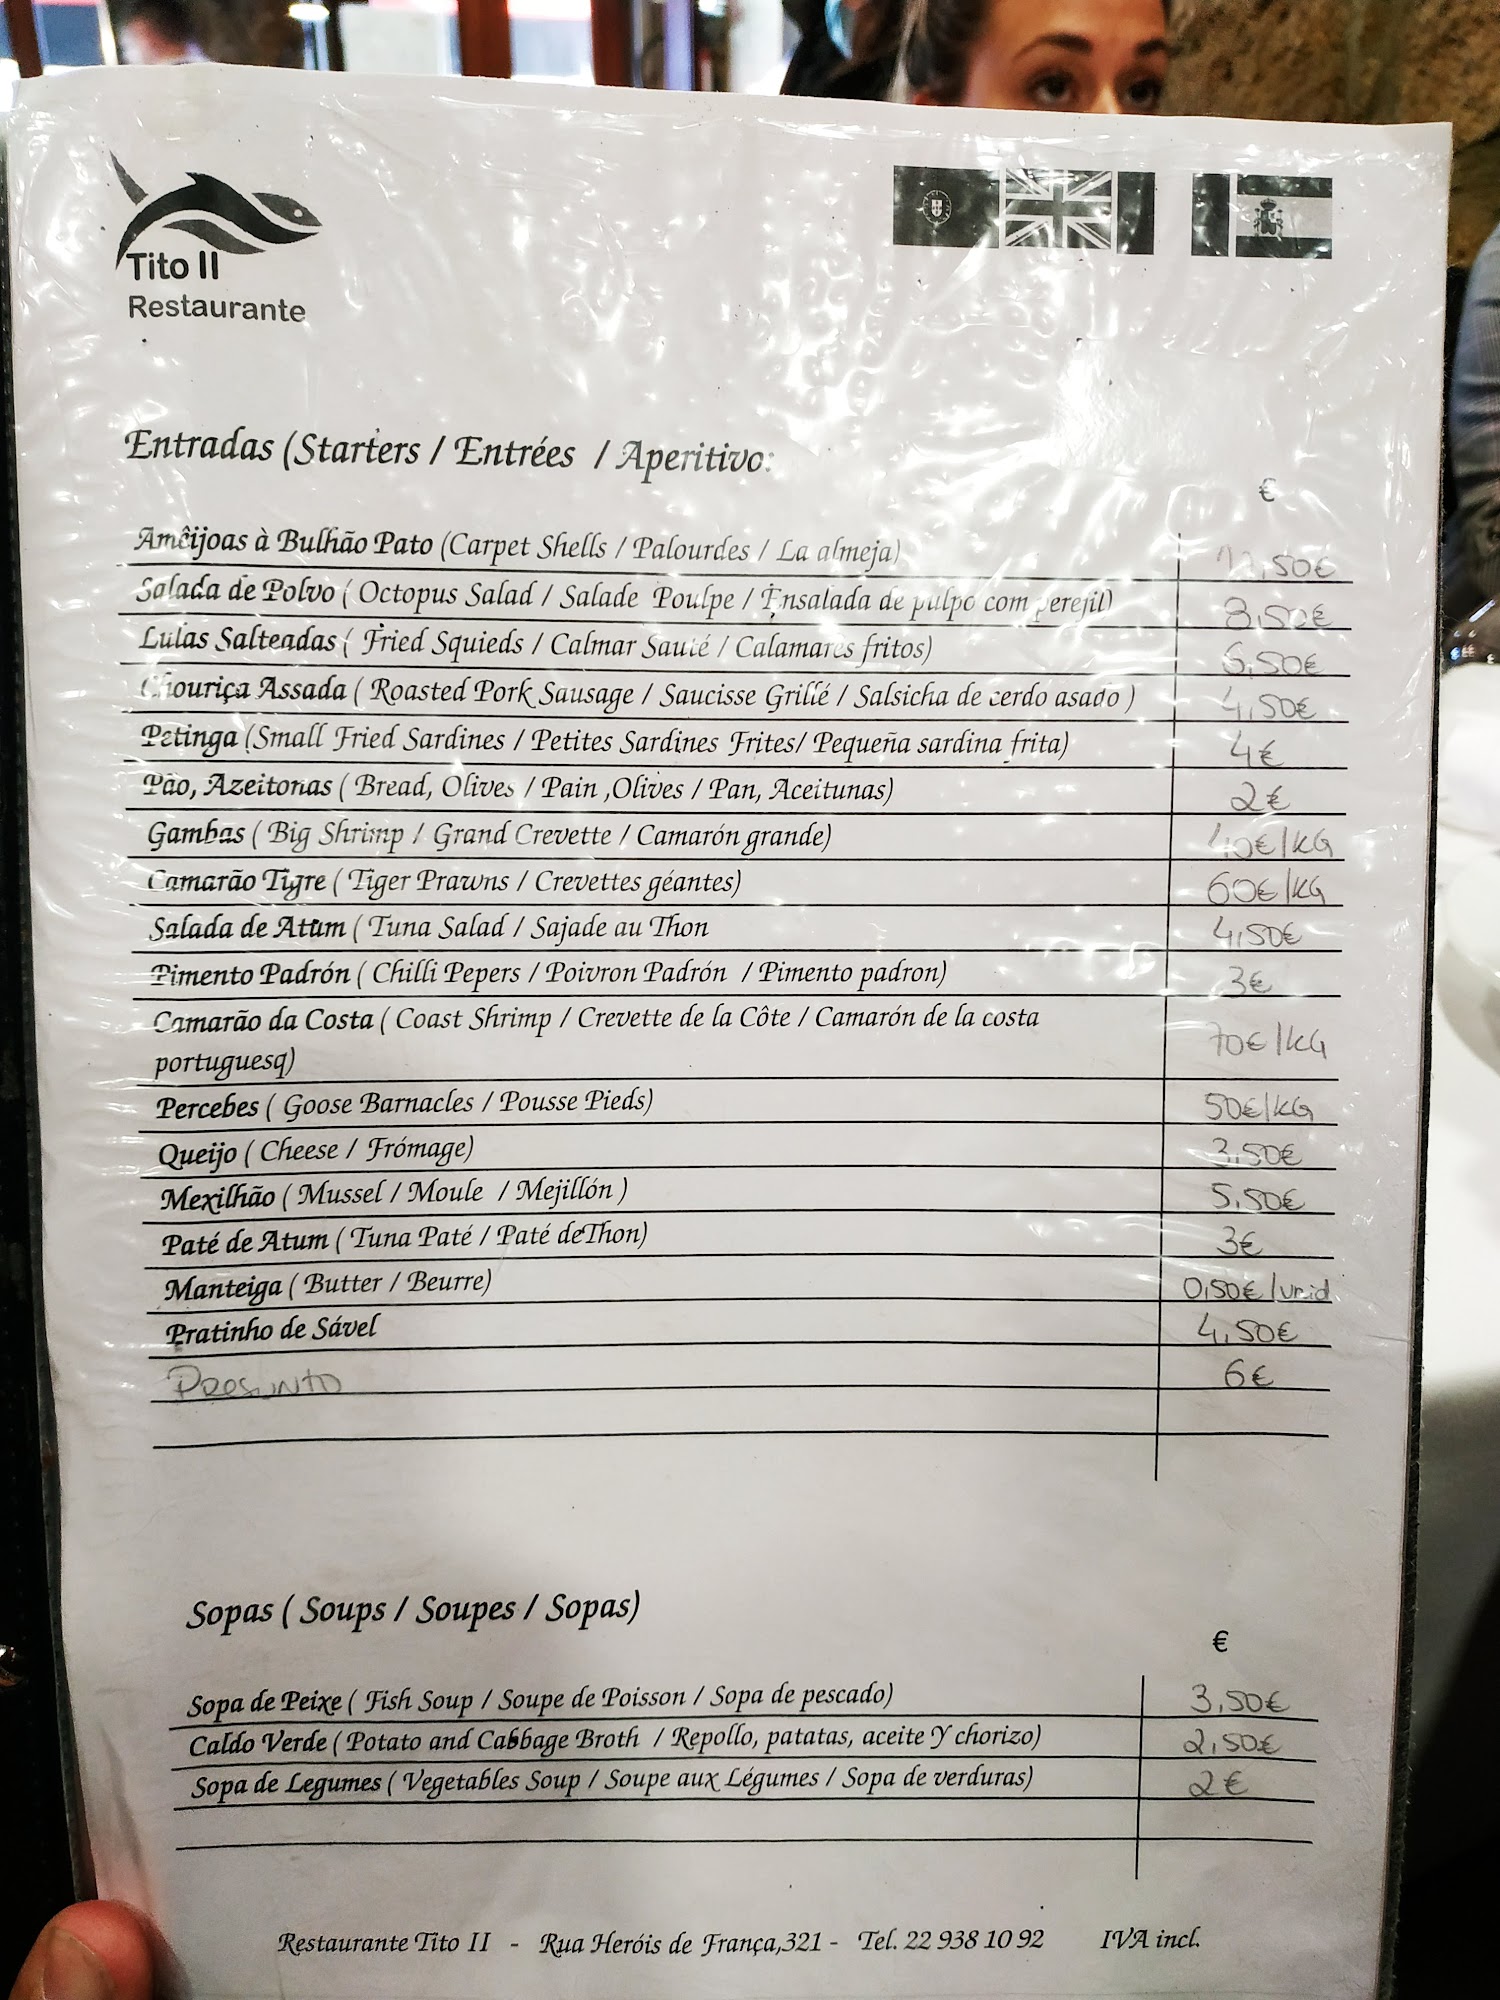 Tito II
Restaurante
Entradas (Starters / Entrées / Aperitivo:
€
Amêijoas à Bulhão Pato (Carpet Shells / Palourdes / La almeja) ,50€
Salada de Polvo ( Octopus Salad / Salade Poulpe / Ensalada de pulpo com perejil) 8,50€
Lulas Salteadas ( Fried Squieds / Calmar Sauté / Calamares fritos) 6,50€
Chouriça Assada ( Roasted Pork Sausage / Saucisse Grillé / Salsicha de cerdo asado ) 4,50€
Petinga (Small Fried Sardines / Petites Sardines Frites/ Pequeña sardina frita) 4€
Pão, Azeitonas ( Bread, Olives / Pain ,Olives / Pan, Aceitunas) 2€
Gambas ( Big Shrimp / Grand Crevette / Camarón grande) 40€/KG
Camarão Tigre ( Tiger Prawns / Crevettes géantes) 60€/KG
Salada de Atum ( Tuna Salad / Sajade au Thon 4,50€
Pimento Padrón ( Chilli Pepers / Poivron Padrón / Pimento padron) 3€
Camarão da Costa ( Coast Shrimp / Crevette de la Côte / Camarón de la costa
portuguesq) 70€/KG
Percebes ( Goose Barnacles / Pousse Pieds) 50€/KG
Queijo ( Cheese / Frómage) 3,50€
Mexilhão ( Mussel / Moule / Mejillón ) 5,50€
Paté de Atum ( Tuna Paté / Paté deThon) 3€
Manteiga ( Butter / Beurre) 0,50€/unid.
Pratinho de Sável 4,50€
Presunto 6€
Sopas ( Soups / Soupes / Sopas)
€
Sopa de Peixe ( Fish Soup / Soupe de Poisson / Sopa de pescado) 3,50€
Caldo Verde ( Potato and Cabbage Broth / Repollo, patatas, aceite Y chorizo) 2,50€
Sopa de Legumes ( Vegetables Soup / Soupe aux Légumes / Sopa de verduras) 2€
Restaurante Tito II - Rua Heróis de França,321 - Tel. 22 938 10 92 IVA incl.